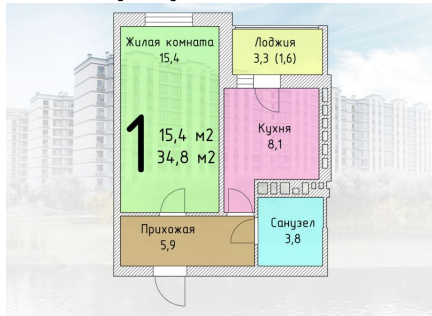 Жилая комната
15,4
Лоджия
3,3 (1,6)
1
15,4 м2
34,8 м2
Кухня
8,1
Прихожая
5,9
Санузел
3,8